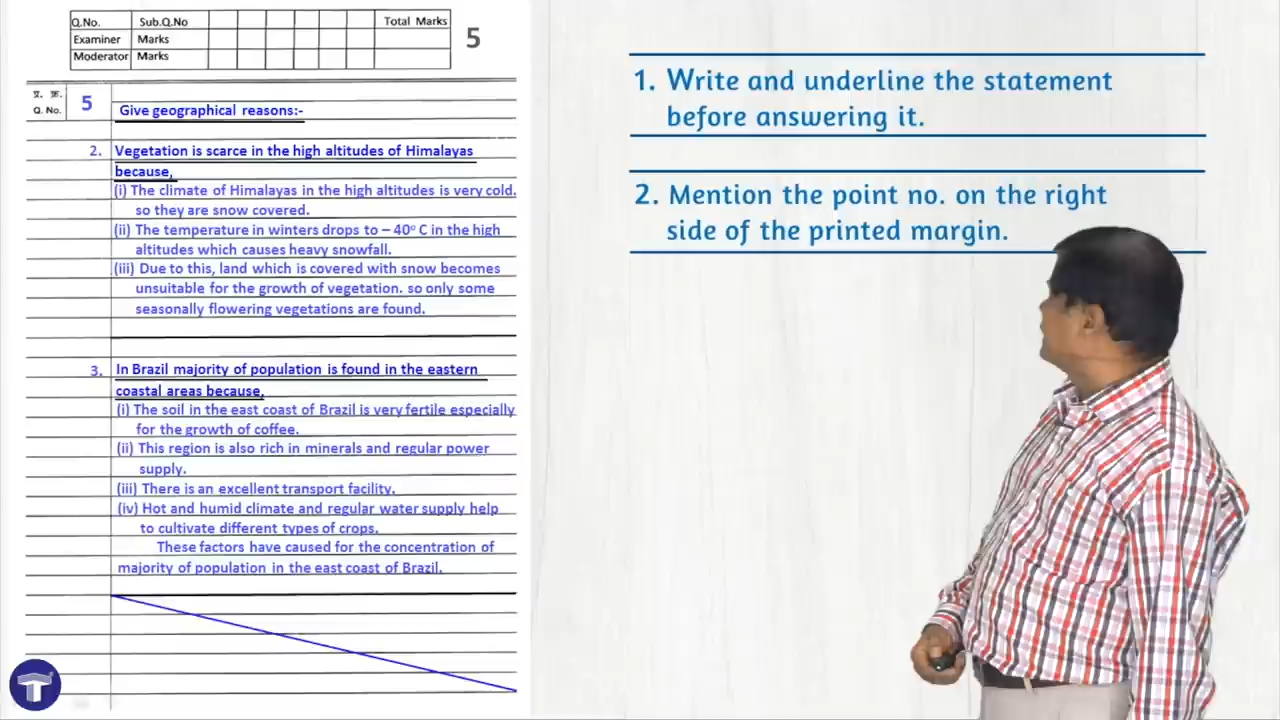 Q.No. Sub.Q.No Total Marks
Examiner Marks
Moderator Marks
5
प्र. क्र.
Q. No.
5
Give geographical reasons:-
2. Vegetation is scarce in the high altitudes of Himalayas
because,
(i) The climate of Himalayas in the high altitudes is very cold.
so they are snow covered.
(ii) The temperature in winters drops to – 40° C in the high
altitudes which causes heavy snowfall.
(iii) Due to this, land which is covered with snow becomes
unsuitable for the growth of vegetation. so only some
seasonally flowering vegetations are found.
3. In Brazil majority of population is found in the eastern
coastal areas because,
(i) The soil in the east coast of Brazil is very fertile especially
for the growth of coffee.
(ii) This region is also rich in minerals and regular power
supply.
(iii) There is an excellent transport facility.
(iv) Hot and humid climate and regular water supply help
to cultivate different types of crops.
These factors have caused for the concentration of
majority of population in the east coast of Brazil.
1. Write and underline the statement
before answering it.
2. Mention the point no. on the right
side of the printed margin.